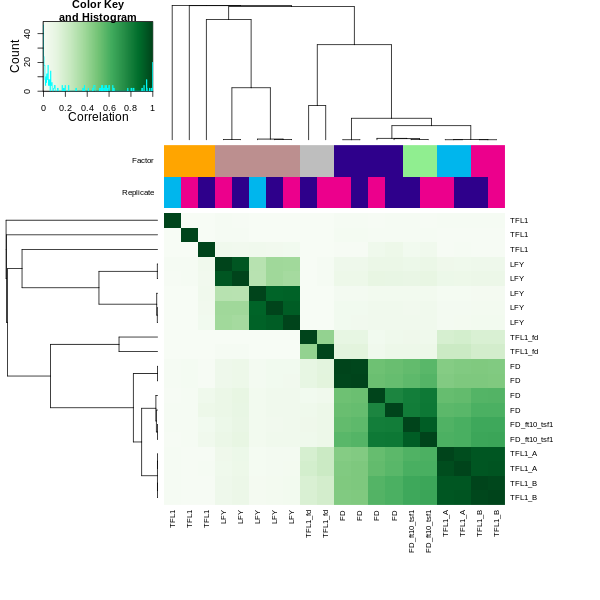 Color Key
and Histogram
Count
0 20 40
0 0.2 0.4 0.6 0.8 1
Correlation
Factor
Replicate
TFL1
TFL1
TFL1
LFY
LFY
LFY
LFY
LFY
TFL1_fd
TFL1_fd
FD
FD
FD
FD
FD_ft10_tsf1
FD_ft10_tsf1
TFL1_A
TFL1_A
TFL1_B
TFL1_B
TFL1
TFL1
TFL1
LFY
LFY
LFY
LFY
LFY
TFL1_fd
TFL1_fd
FD
FD
FD
FD
FD_ft10_tsf1
FD_ft10_tsf1
TFL1_A
TFL1_A
TFL1_B
TFL1_B